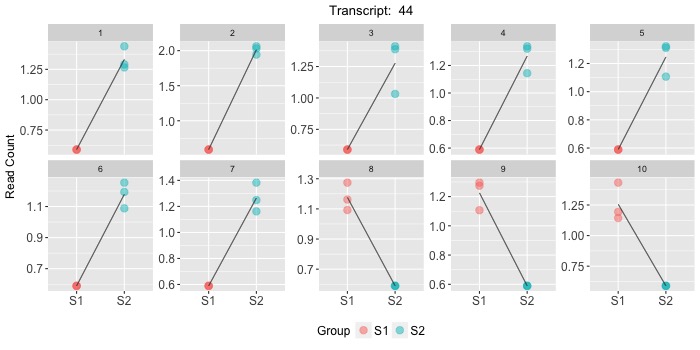 Transcript: 44
1 2 3 4 5
1.25 1.00 0.75
2.0 1.5 1.0
1.25 1.00 0.75
1.2 1.0 0.8 0.6
1.2 1.0 0.8 0.6
Read Count
6 7 8 9 10
1.1 0.9 0.7
1.4 1.2 1.0 0.8 0.6
1.3 1.1 0.9 0.7
1.2 1.0 0.8 0.6
1.25 1.00 0.75
S1 S2 S1 S2 S1 S2 S1 S2 S1 S2
Group S1 S2